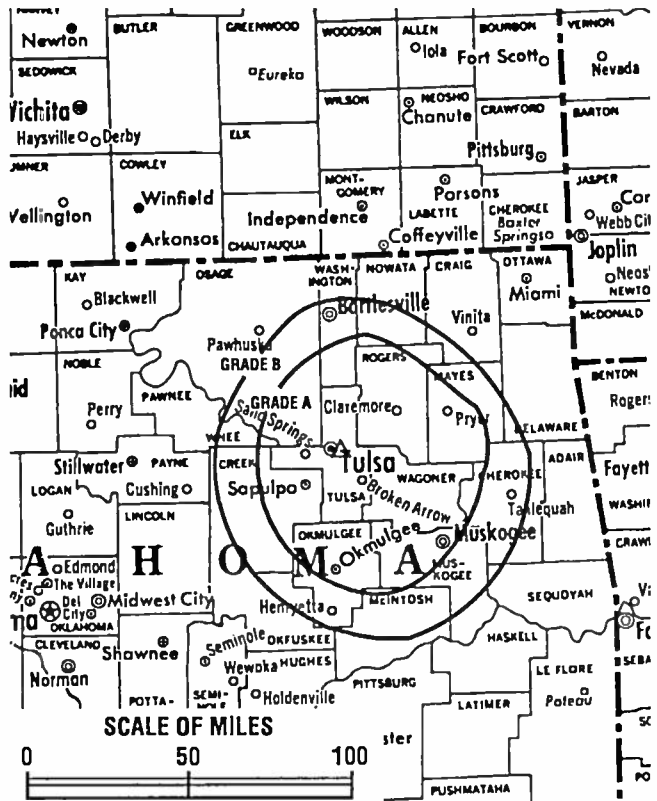 Newton
BUTLER
GREENWOOD
WOODSON
ALLEN
Iola
BOURBON
Fort Scott
VERNON
Nevada
SEDGWICK
Eureka
WILSON
NEOSHO
Chanute
CRAWFORD
BARTON
Haysville
Derby
ELK
Pittsburg
COWLEY
Winfield
MONT-
GOMERY
Independence
Parsons
LABETTE
CHEROKEE
Baxter
Springs
JASPER
Webb Cit
Joplin
Arkansas
CHAUTAUQUA
Coffeyville
KAY
OSAGE
WASH-
INGTON
NOWATA
CRAIG
OTTAWA
Miami
NEWTO
McDONALD
Blackwell
Ponca City
Bartlesville
Vinita
Pawhuska
GRADE B
ROGERS
MAYES
NOBLE
PAWNEE
GRADE A
Sand Springs
Claremore
Pryor
DELAWARE
BENTON
Rogers
Perry
WHEE
Tulsa
ADAIR
Stillwater
PAYNE
CREEK
WAGONER
CHEROKEE
Fayett
Cushing
Sapulpa
TULSA
Broken Arrow
Tahlequah
LOGAN
Guthrie
LINCOLN
OKMULGEE
Okmulgee
Muskogee
A H O M A
MUS-
KOGEE
Edmond
The Village
SEQUOYAH
Del
City
Midwest City
Henryetta
McINTOSH
OKLAHOMA
CLEVELAND
Norman
Shawnee
Seminole
OKFUSKEE
HASKELL
Wewoka
HUGHES
PITTSBURG
LE FLORE
Poteau
POTTA-
SEMI-
NOLE
Holdenville
LATIMER
SCALE OF MILES
0 50 100
ster
PUSHMATAHA